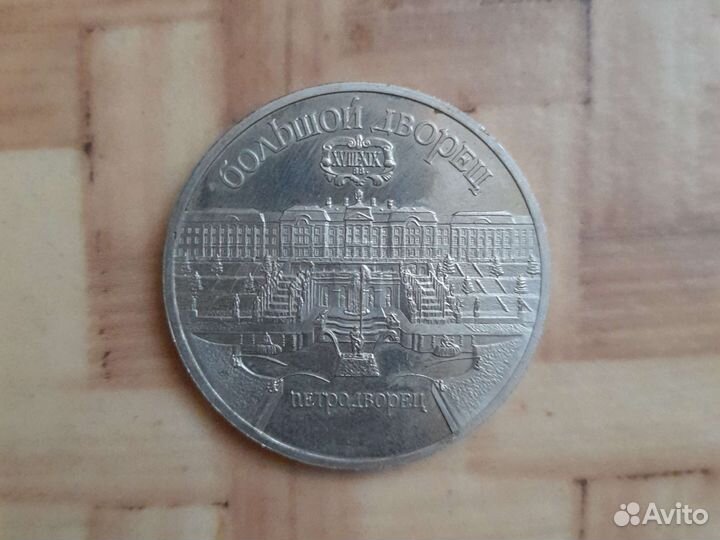 БОЛЬШОЙ ДВОРЕЦ
XVIII-XIX
ВВ.
ПЕТРОДВОРЕЦ
Avito